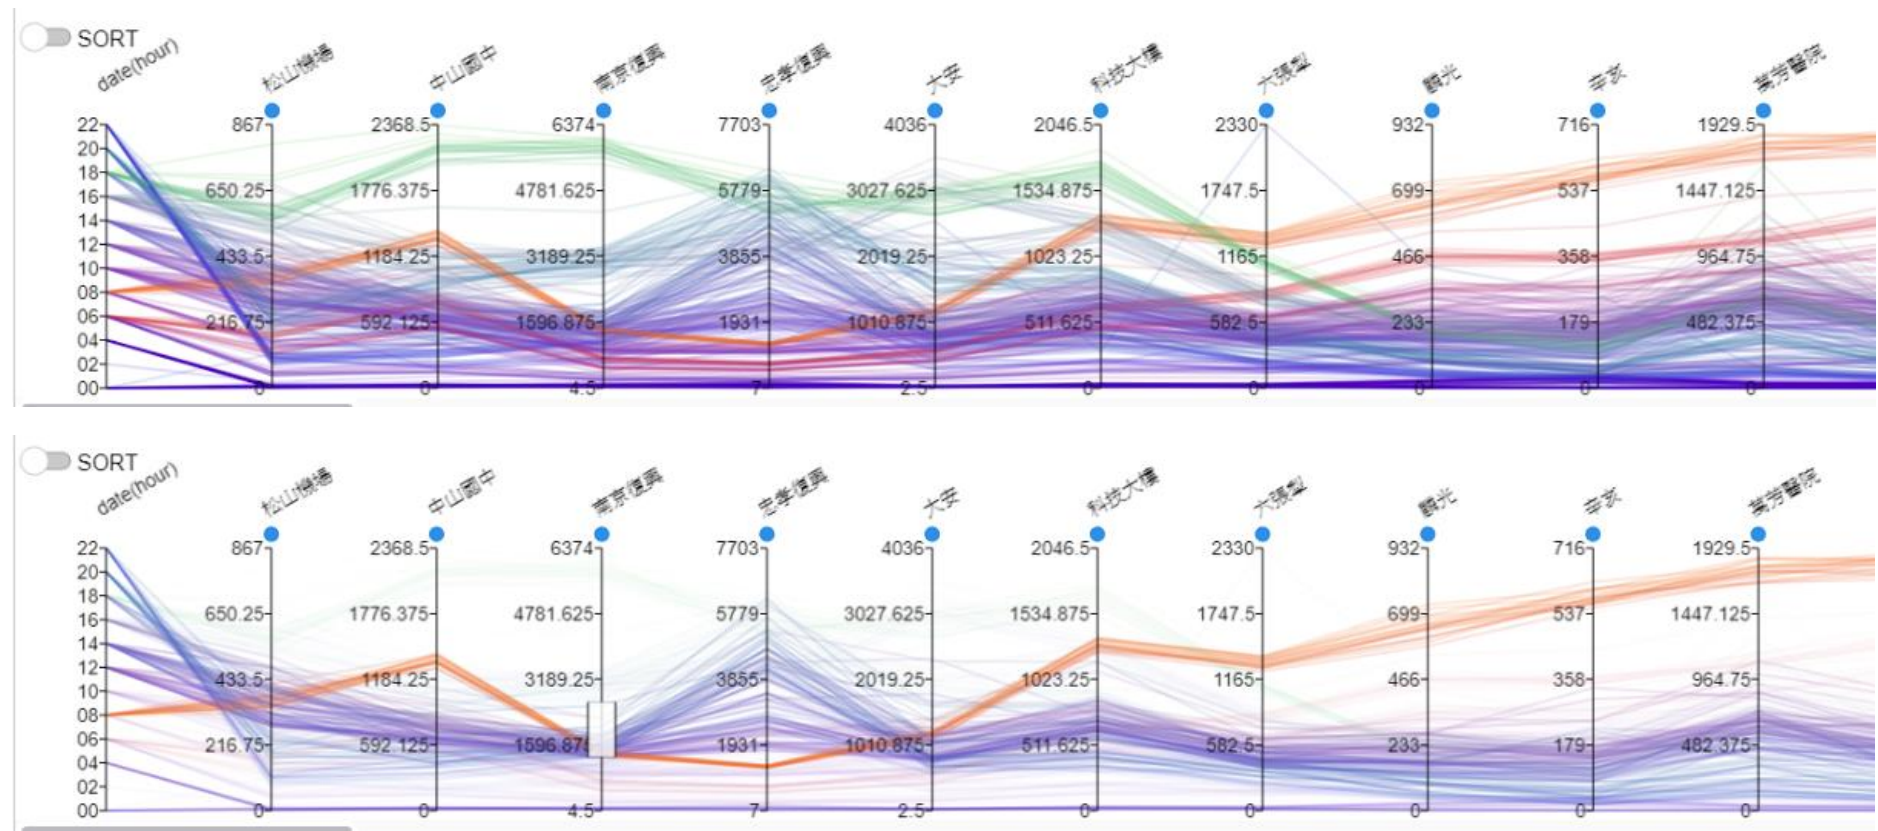 SORT
date(hour) 松山機場 中山國中 南京復興 忠孝復興 大安 科技大樓 六張犁 麟光 辛亥 萬芳醫院
22 867 2368.5 6374 7703 4036 2046.5 2330 932 716 1929.5
20
18 650.25 1776.375 4781.625 5779 3027.625 1534.875 1747.5 699 537 1447.125
16
14
12 433.5 1184.25 3189.25 3855 2019.25 1023.25 1165 466 358 964.75
10
08
06 216.75 592.125 1596.875 1931 1010.875 511.625 582.5 233 179 482.375
04
02
00 0 0 4.5 7 2.5 0 0 0 0 0
SORT
date(hour) 松山機場 中山國中 南京復興 忠孝復興 大安 科技大樓 六張犁 麟光 辛亥 萬芳醫院
22 867 2368.5 6374 7703 4036 2046.5 2330 932 716 1929.5
20
18 650.25 1776.375 4781.625 5779 3027.625 1534.875 1747.5 699 537 1447.125
16
14
12 433.5 1184.25 3189.25 3855 2019.25 1023.25 1165 466 358 964.75
10
08
06 216.75 592.125 1596.875 1931 1010.875 511.625 582.5 233 179 482.375
04
02
00 0 0 4.5 7 2.5 0 0 0 0 0